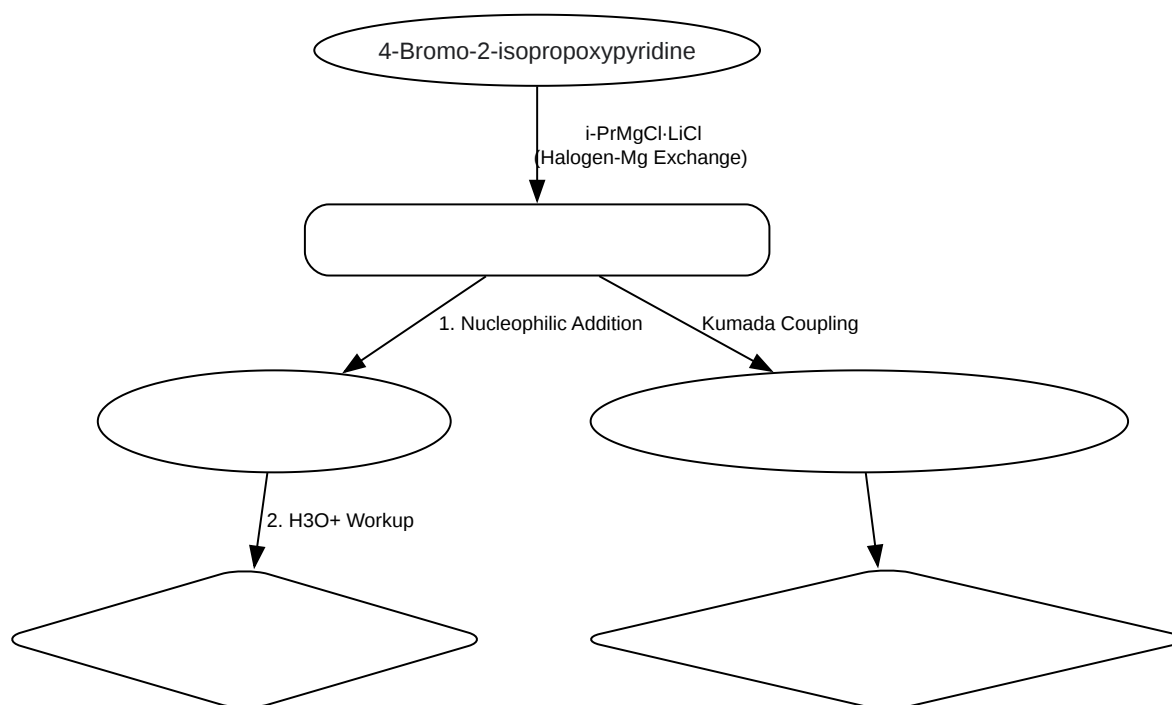 4-Bromo-2-isopropoxypyridine
i-PrMgCl·LiCl
(Halogen-Mg Exchange)
1. Nucleophilic Addition
Kumada Coupling
2. H3O+ Workup